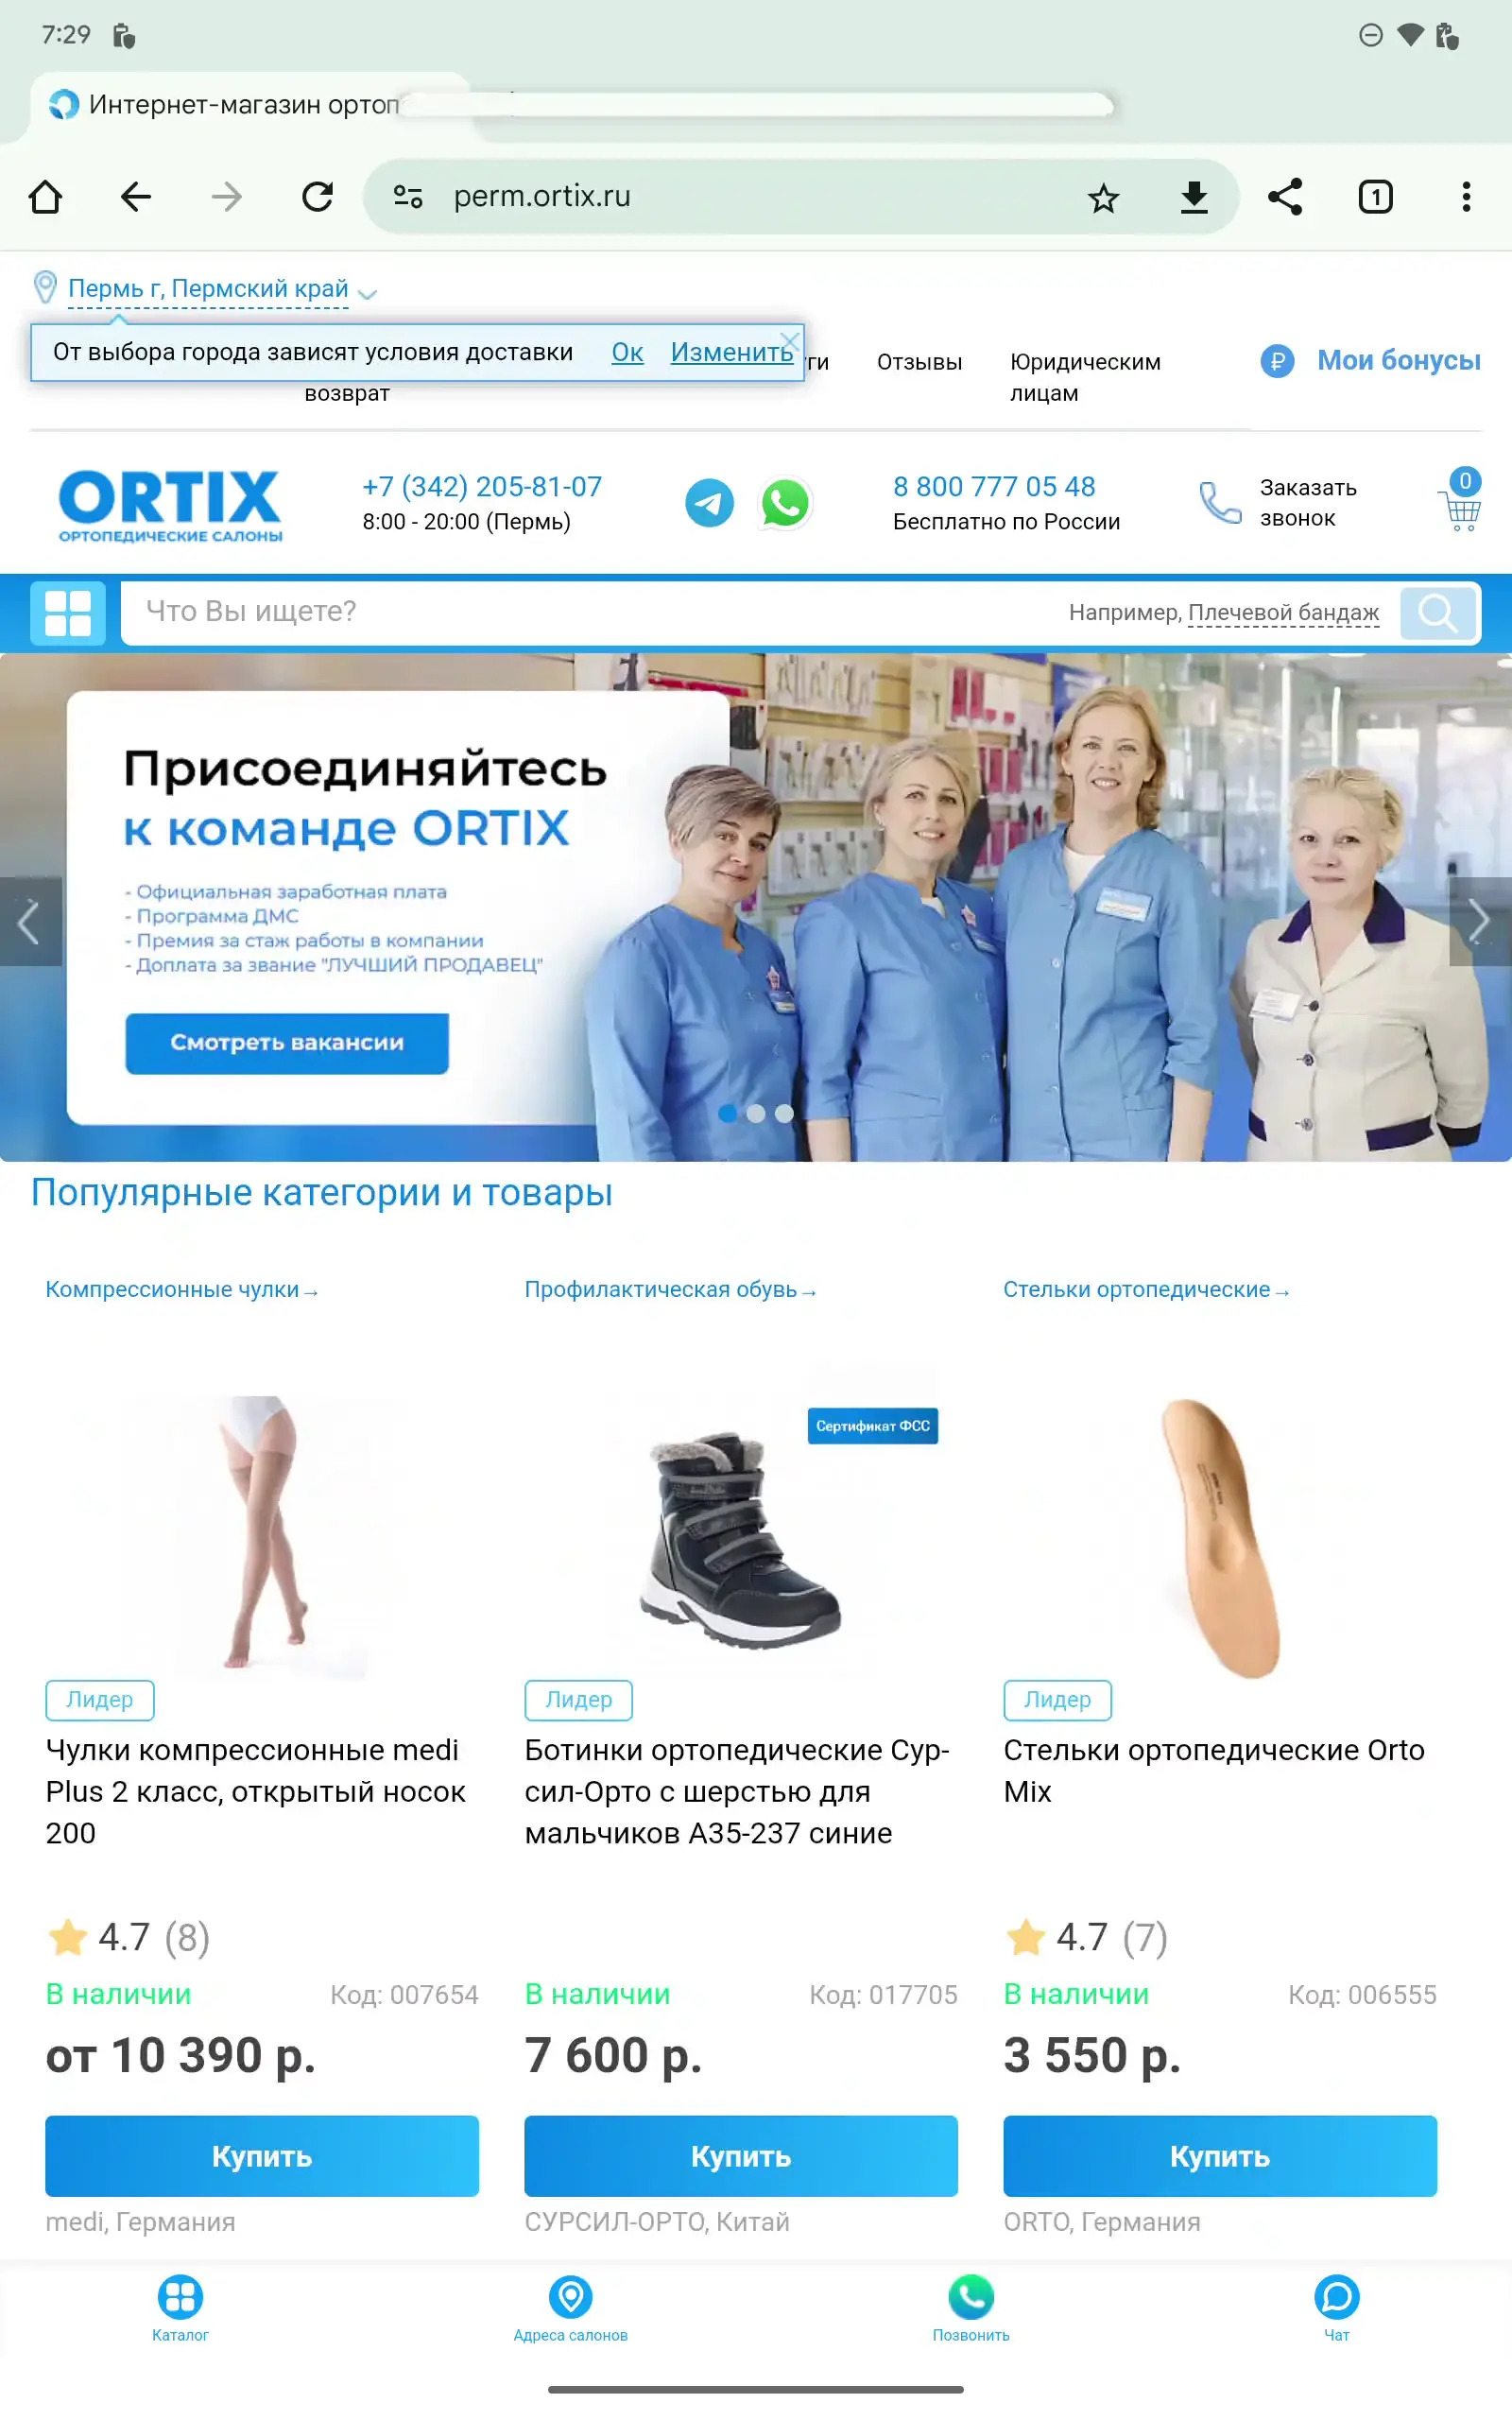 7:29
Интернет-магазин ортоп
perm.ortix.ru
1
Пермь г, Пермский край
От выбора города зависят условия доставки Ок Изменить
Отзывы
Юридическим
лицам
Мои бонусы
возврат
ORTIX
ОРТОПЕДИЧЕСКИЕ САЛОНЫ
+7 (342) 205-81-07
8:00 - 20:00 (Пермь)
8 800 777 05 48
Бесплатно по России
Заказать
звонок
0
Что Вы ищете?
Например, Плечевой бандаж
Присоединяйтесь
к команде ORTIX
- Официальная заработная плата
- Программа ДМС
- Премия за стаж работы в компании
- Доплата за звание "ЛУЧШИЙ ПРОДАВЕЦ"
Смотреть вакансии
Популярные категории и товары
Компрессионные чулки→
Профилактическая обувь→
Стельки ортопедические→
Сертификат ФСС
Лидер
Чулки компрессионные medi
Plus 2 класс, открытый носок
200
4.7 (8)
В наличии Код: 007654
от 10 390 р.
Купить
medi, Германия
Лидер
Ботинки ортопедические Сур-
сил-Орто с шерстью для
мальчиков А35-237 синие
В наличии Код: 017705
7 600 р.
Купить
СУРСИЛ-ОРТО, Китай
Лидер
Стельки ортопедические Orto
Mix
4.7 (7)
В наличии Код: 006555
3 550 р.
Купить
ORTO, Германия
Каталог
Адреса салонов
Позвонить
Чат